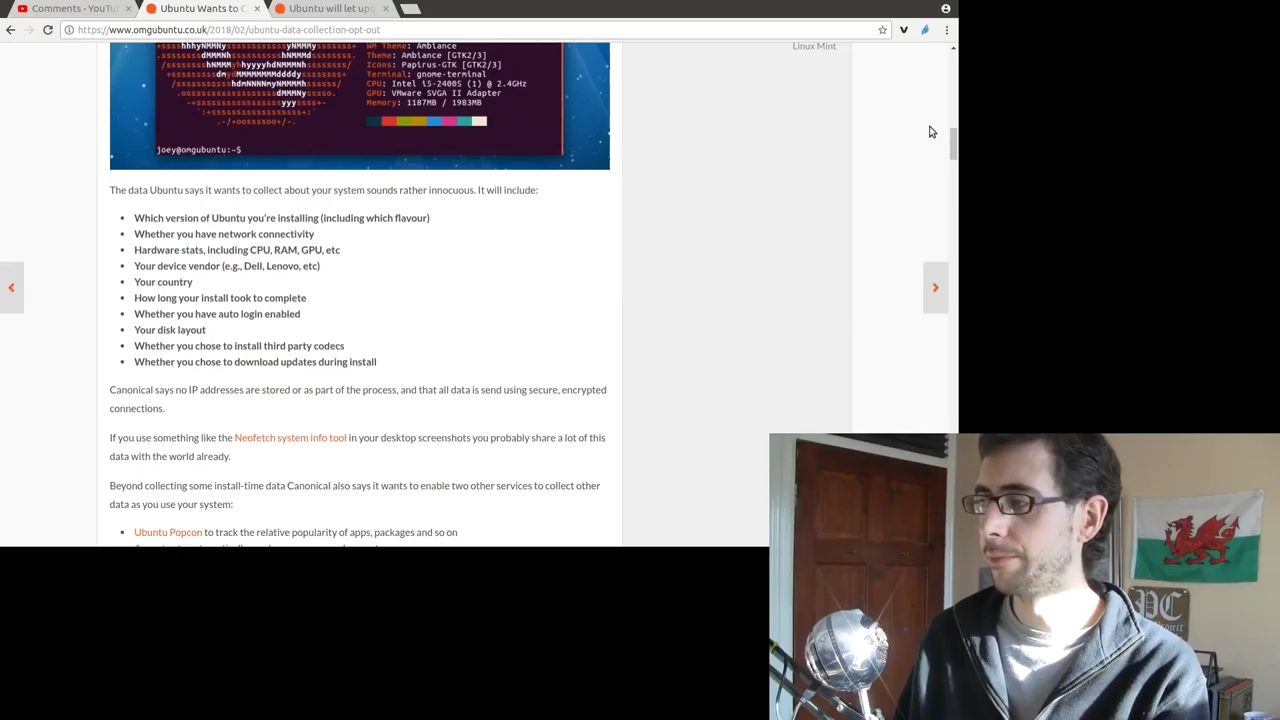 Comments - YouTu
Ubuntu Wants to C
Ubuntu will let upg
https://www.omgubuntu.co.uk/2018/02/ubuntu-data-collection-opt-out
Linux Mint
WM Theme: Ambiance
Theme: Ambiance [GTK2/3]
Icons: Papirus-GTK [GTK2/3]
Terminal: gnome-terminal
CPU: Intel i5-2400S (1) @ 2.4GHz
GPU: VMware SVGA II Adapter
Memory: 1187MB / 1983MB
joey@omgubuntu:~$
The data Ubuntu says it wants to collect about your system sounds rather innocuous. It will include:
• Which version of Ubuntu you're installing (including which flavour)
• Whether you have network connectivity
• Hardware stats, including CPU, RAM, GPU, etc
• Your device vendor (e.g., Dell, Lenovo, etc)
• Your country
• How long your install took to complete
• Whether you have auto login enabled
• Your disk layout
• Whether you chose to install third party codecs
• Whether you chose to download updates during install
Canonical says no IP addresses are stored or as part of the process, and that all data is send using secure, encrypted
connections.
If you use something like the Neofetch system info tool in your desktop screenshots you probably share a lot of this
data with the world already.
Beyond collecting some install-time data Canonical also says it wants to enable two other services to collect other
data as you use your system:
• Ubuntu Popcon to track the relative popularity of apps, packages and so on
PC